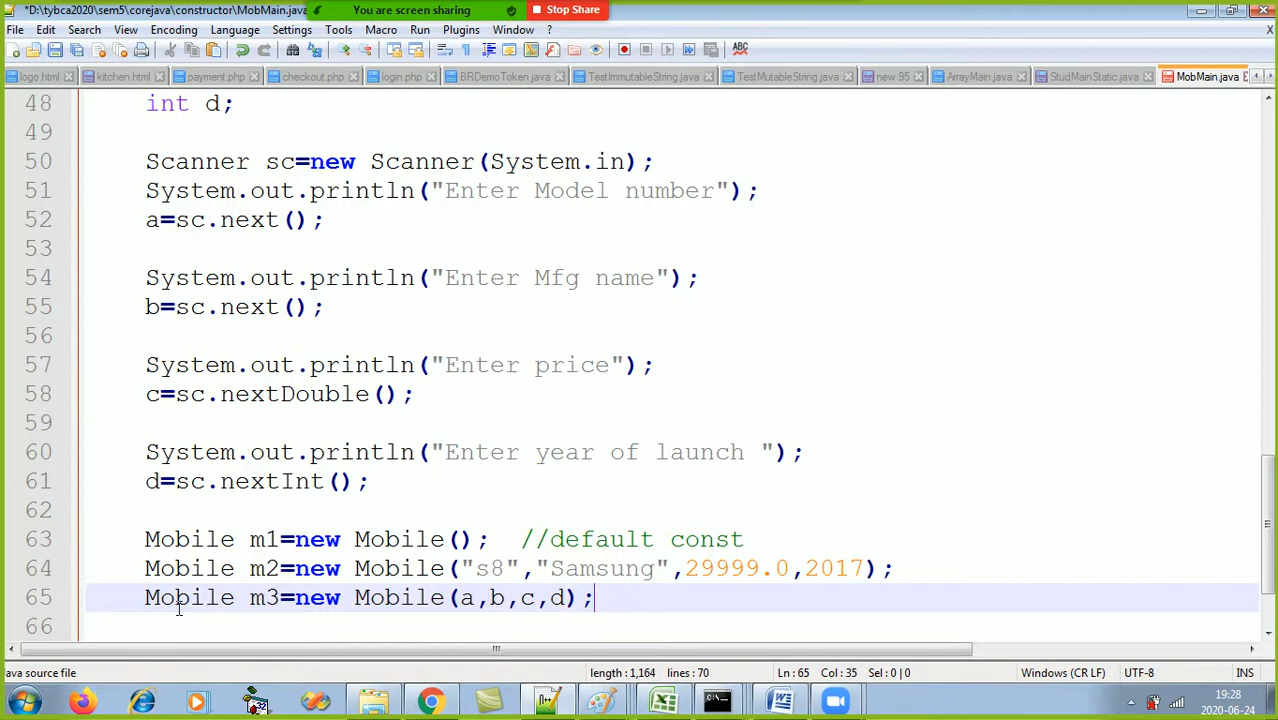 *D:\tybca2020\sem5\corejava\constructor\MobMain.java
You are screen sharing
Stop Share
File Edit Search View Encoding Language Settings Tools Macro Run Plugins Window ?
logo html kitchen html payment.php checkout.php login.php BRDemoToken.java TestImmutableString.java TestMutableString.java new 95 ArrayMain.java StudMainStatic.java MobMain.java
48 int d;
49
50 Scanner sc=new Scanner(System.in);
51 System.out.println("Enter Model number");
52 a=sc.next();
53
54 System.out.println("Enter Mfg name");
55 b=sc.next();
56
57 System.out.println("Enter price");
58 c=sc.nextDouble();
59
60 System.out.println("Enter year of launch ");
61 d=sc.nextInt();
62
63 Mobile m1=new Mobile(); //default const
64 Mobile m2=new Mobile("s8","Samsung",29999.0,2017);
65 Mobile m3=new Mobile(a,b,c,d);
66
ava source file length : 1,164 lines : 70 Ln : 65 Col : 35 Sel : 0 | 0 Windows (CR LF) UTF-8 INS
19:28
2020-06-24